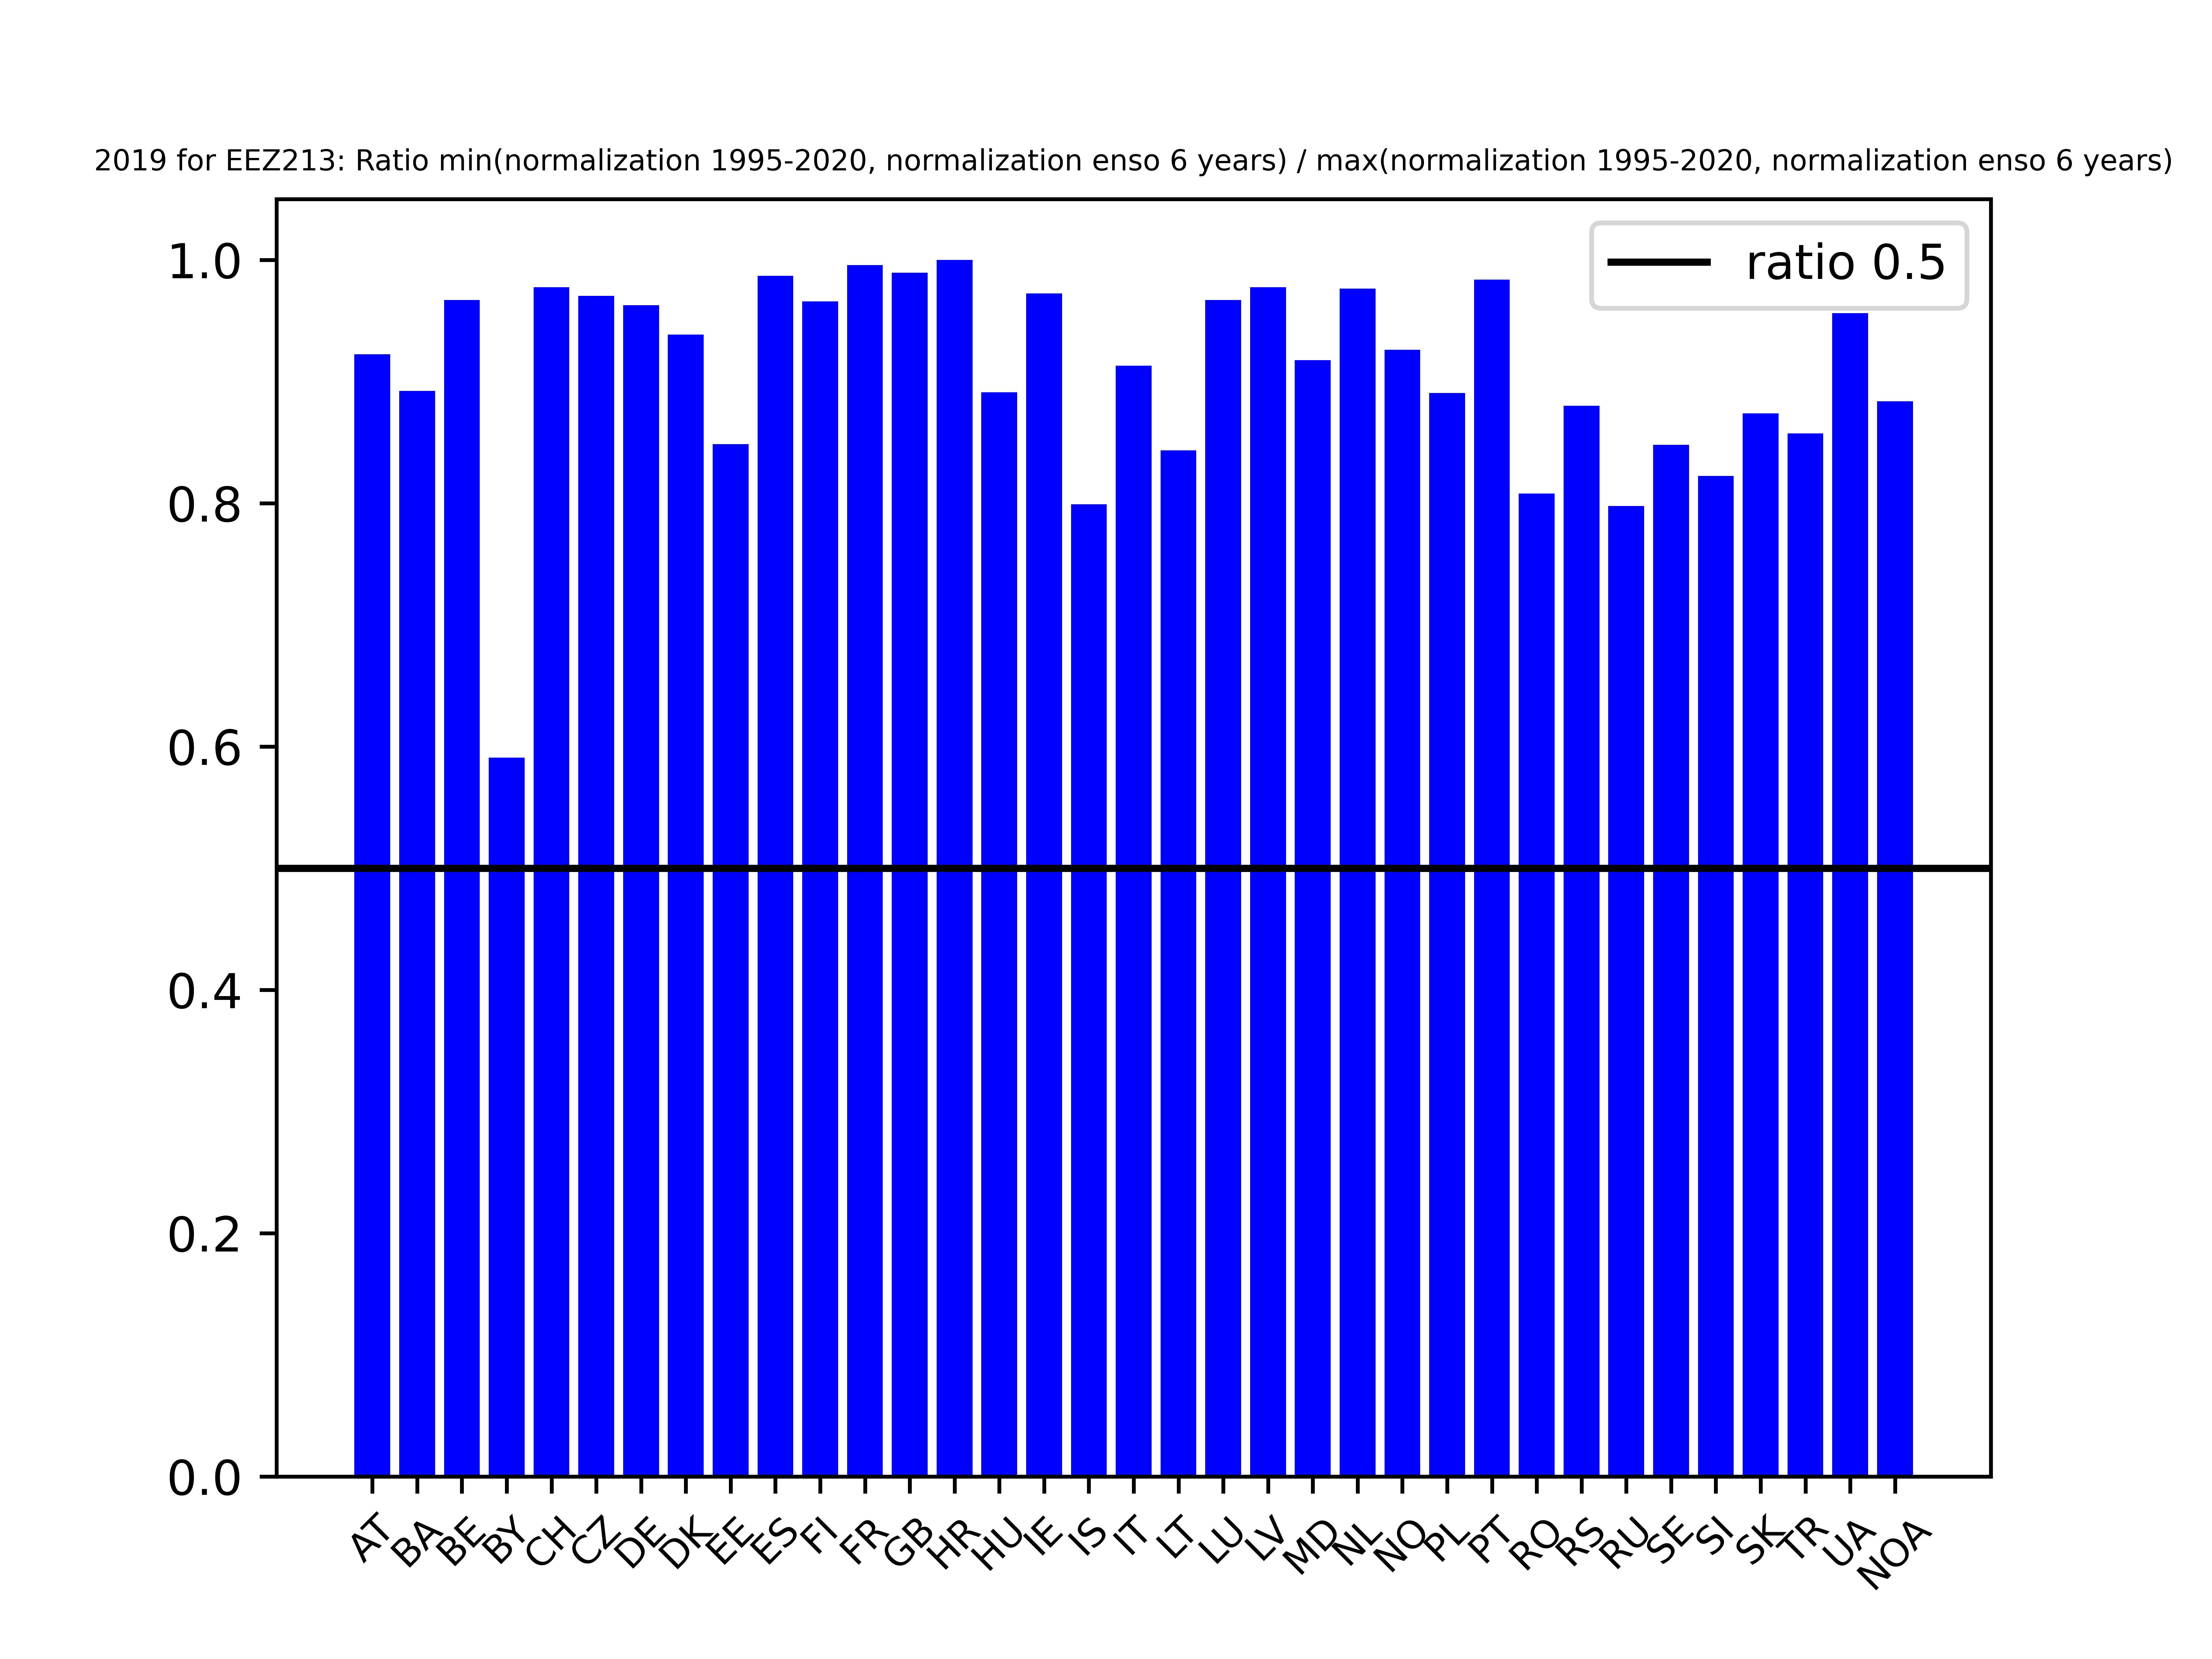 2019 for EEZ213: Ratio min(normalization 1995-2020, normalization enso 6 years) / max(normalization 1995-2020, normalization enso 6 years)
ratio 0.5
1.0
0.8
0.6
0.4
0.2
0.0
AT BA BE BY CH CZ DE DK EE ES FI FR GB HR HU IE IS IT LT LU LV MD NL NO PL PT RO RS RU SE SI SK TR UA NOA